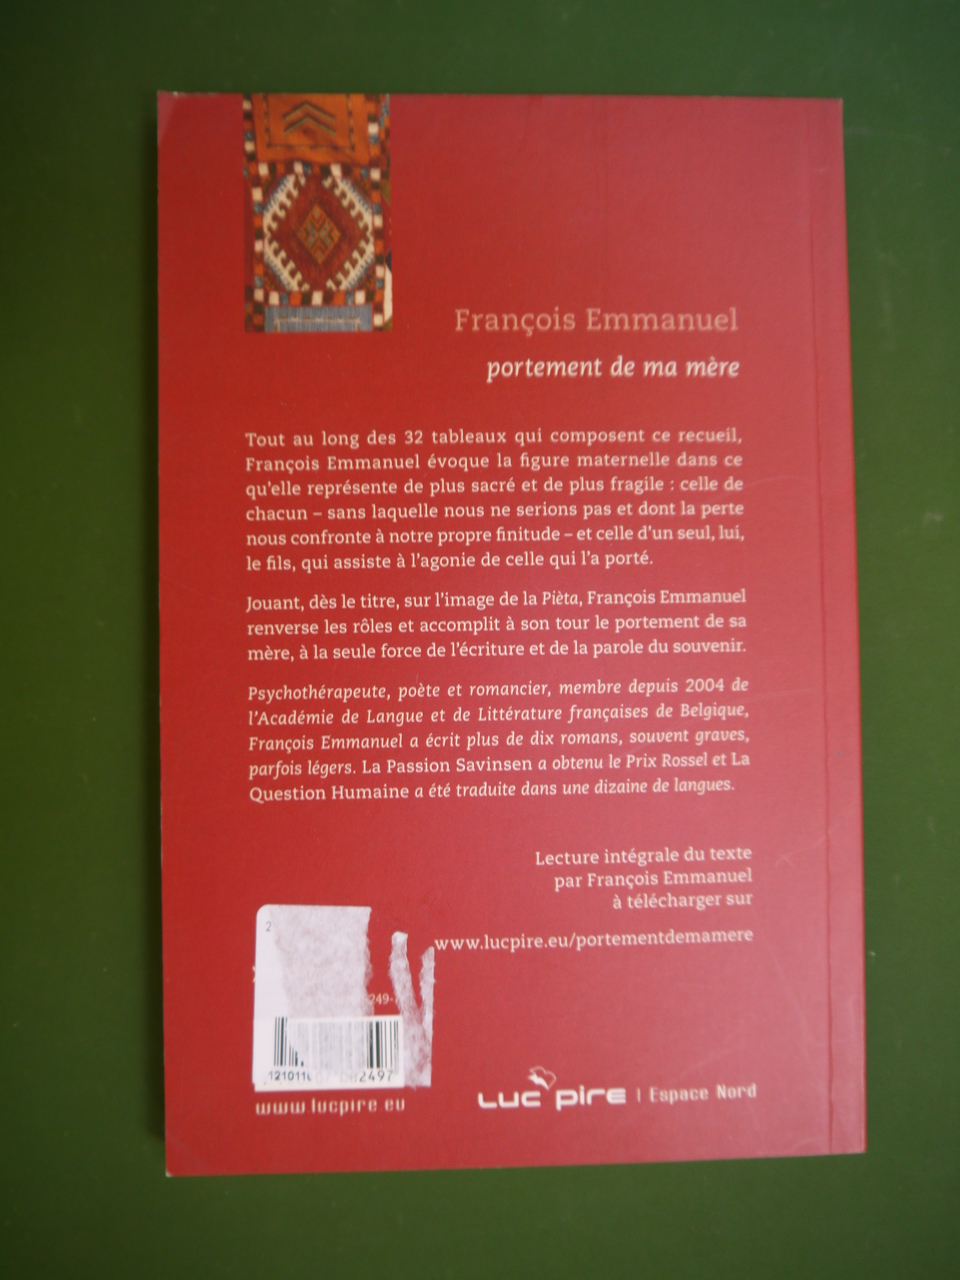 François Emmanuel
portement de ma mère
Tout au long des 32 tableaux qui composent ce recueil,
François Emmanuel évoque la figure maternelle dans ce
qu'elle représente de plus sacré et de plus fragile : celle de
chacun – sans laquelle nous ne serions pas et dont la perte
nous confronte à notre propre finitude – et celle d'un seul, lui,
le fils, qui assiste à l'agonie de celle qui l'a porté.
Jouant, dès le titre, sur l'image de la Pièta, François Emmanuel
renverse les rôles et accomplit à son tour le portement de sa
mère, à la seule force de l'écriture et de la parole du souvenir.
Psychothérapeute, poète et romancier, membre depuis 2004 de
l'Académie de Langue et de Littérature françaises de Belgique,
François Emmanuel a écrit plus de dix romans, souvent graves,
parfois légers. La Passion Savinsen a obtenu le Prix Rossel et La
Question Humaine a été traduite dans une dizaine de langues.
Lecture intégrale du texte
par François Emmanuel
à télécharger sur
www.lucpire.eu/portementdemamere
2
249-
2497
www.lucpire.eu
Luc pire | Espace Nord